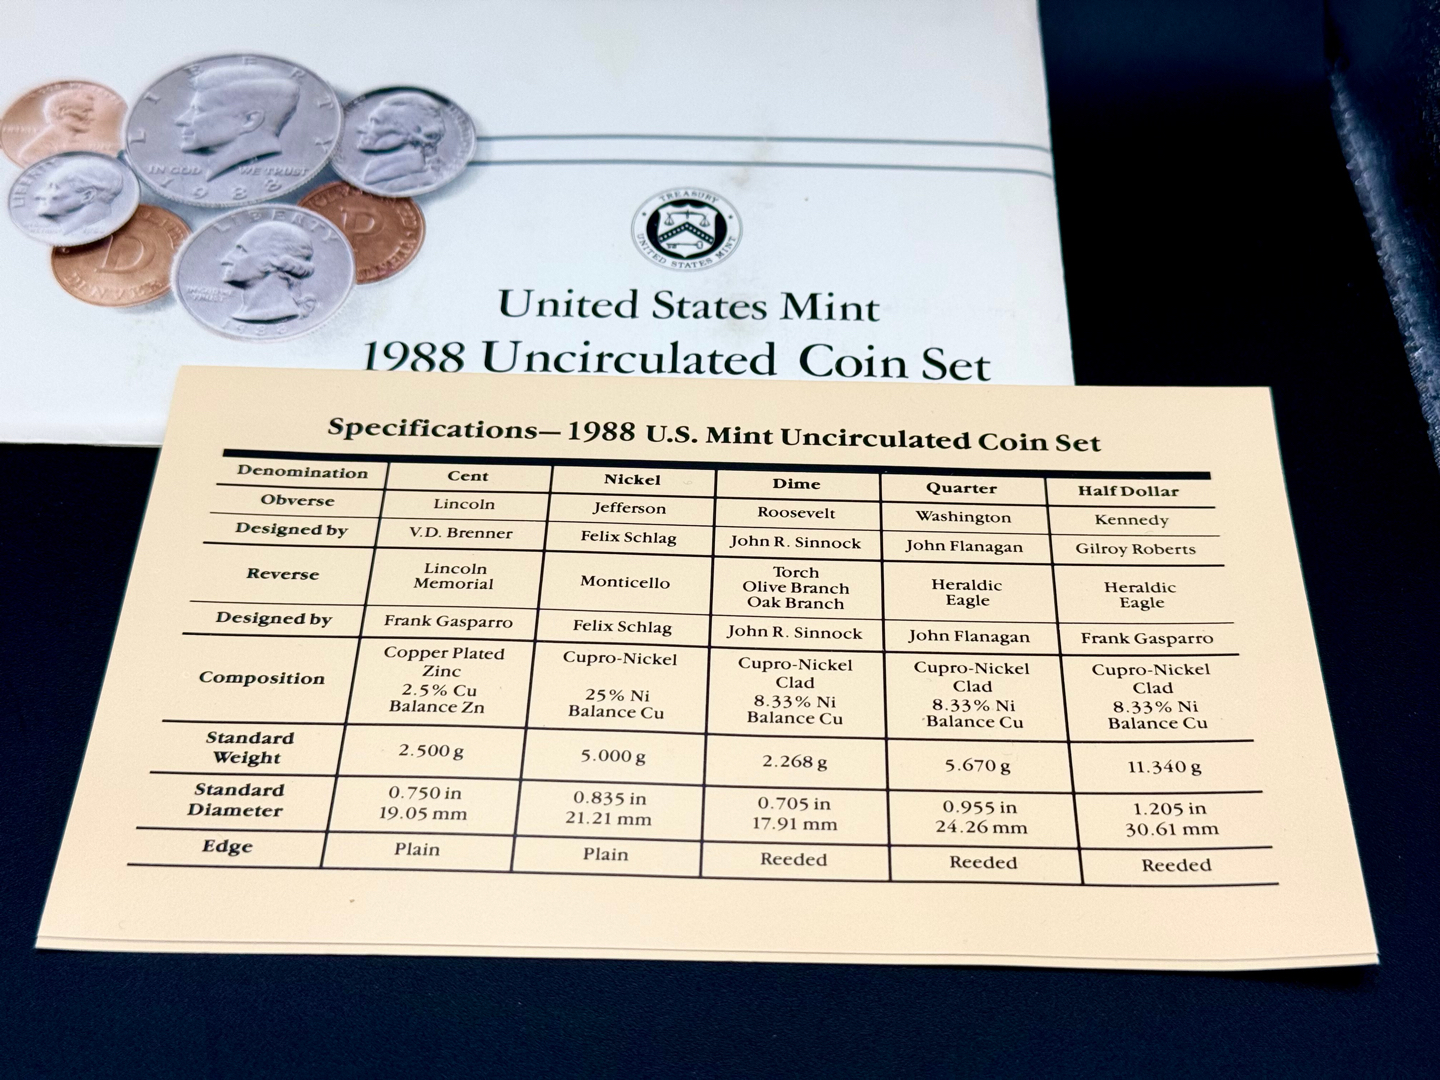 LIBERTY
IN GOD WE TRUST
1988
LIBERTY
D
D
LIBERTY
TREASURY
UNITED STATES MINT
United States Mint
1988 Uncirculated Coin Set
Specifications—1988 U.S. Mint Uncirculated Coin Set
Denomination Cent Nickel Dime Quarter Half Dollar
Obverse Lincoln Jefferson Roosevelt Washington Kennedy
Designed by V.D. Brenner Felix Schlag John R. Sinnock John Flanagan Gilroy Roberts
Reverse Lincoln Memorial Monticello Torch Olive Branch Oak Branch Heraldic Eagle Heraldic Eagle
Designed by Frank Gasparro Felix Schlag John R. Sinnock John Flanagan Frank Gasparro
Composition Copper Plated Zinc 2.5% Cu Balance Zn Cupro-Nickel 25% Ni Balance Cu Cupro-Nickel Clad 8.33% Ni Balance Cu Cupro-Nickel Clad 8.33% Ni Balance Cu Cupro-Nickel Clad 8.33% Ni Balance Cu
Standard Weight 2.500 g 5.000 g 2.268 g 5.670 g 11.340 g
Standard Diameter 0.750 in 19.05 mm 0.835 in 21.21 mm 0.705 in 17.91 mm 0.955 in 24.26 mm 1.205 in 30.61 mm
Edge Plain Plain Reeded Reeded Reeded